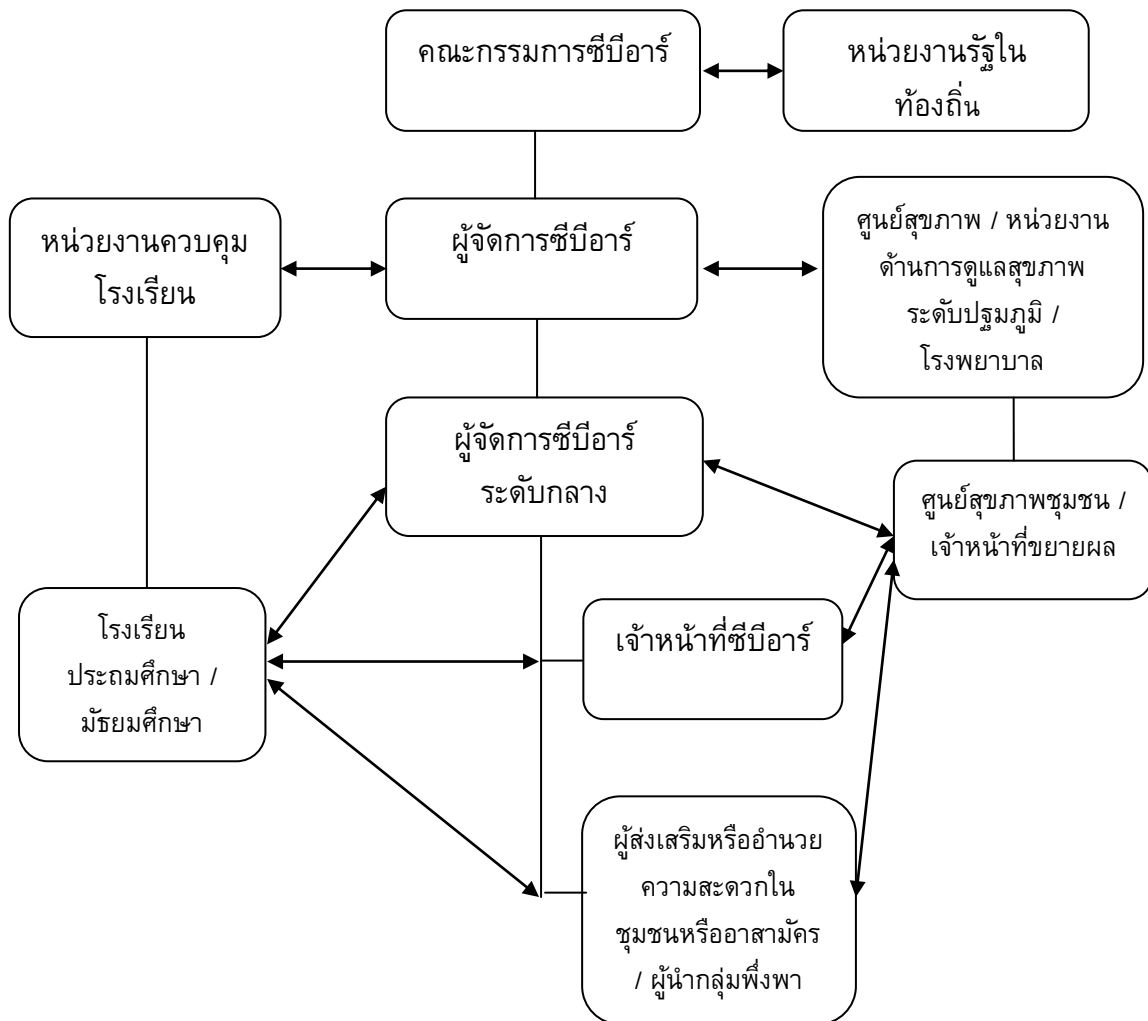 คณะกรรมการซีบีอาร์
หน่วยงานรัฐใน
ท้องถิ่น
หน่วยงานควบคุม
โรงเรียน
ผู้จัดการซีบีอาร์
ศูนย์สุขภาพ / หน่วยงาน
ด้านการดูแลสุขภาพ
ระดับปฐมภูมิ /
โรงพยาบาล
ผู้จัดการซีบีอาร์
ระดับกลาง
ศูนย์สุขภาพชุมชน /
เจ้าหน้าที่ขยายผล
โรงเรียน
ประถมศึกษา /
มัธยมศึกษา
เจ้าหน้าที่ซีบีอาร์
ผู้ส่งเสริมหรืออำนวย
ความสะดวกใน
ชุมชนหรืออาสามัคร
/ ผู้นำกลุ่มพึ่งพา